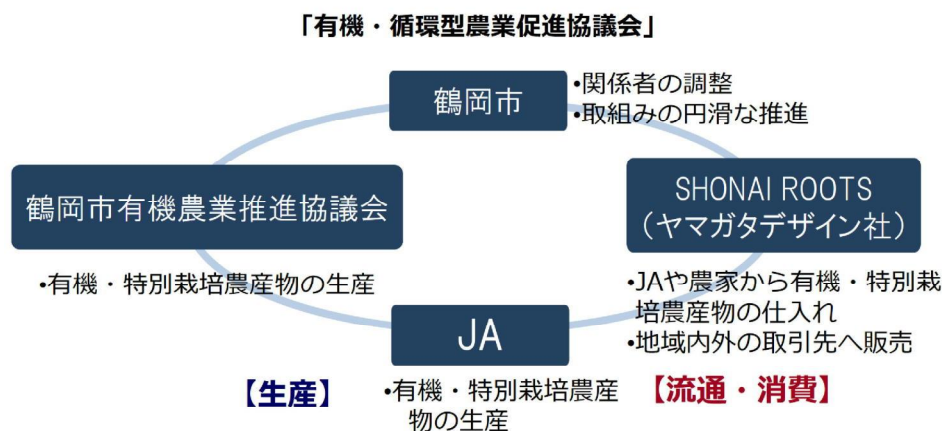 「有機・循環型農業促進協議会」
鶴岡市
•関係者の調整
•取組みの円滑な推進
鶴岡市有機農業推進協議会
•有機・特別栽培農産物の生産
SHONAI ROOTS
（ヤマガタデザイン社）
•JAや農家から有機・特別栽
培農産物の仕入れ
•地域内外の取引先へ販売
JA
•有機・特別栽培農産
物の生産
【生産】
【流通・消費】